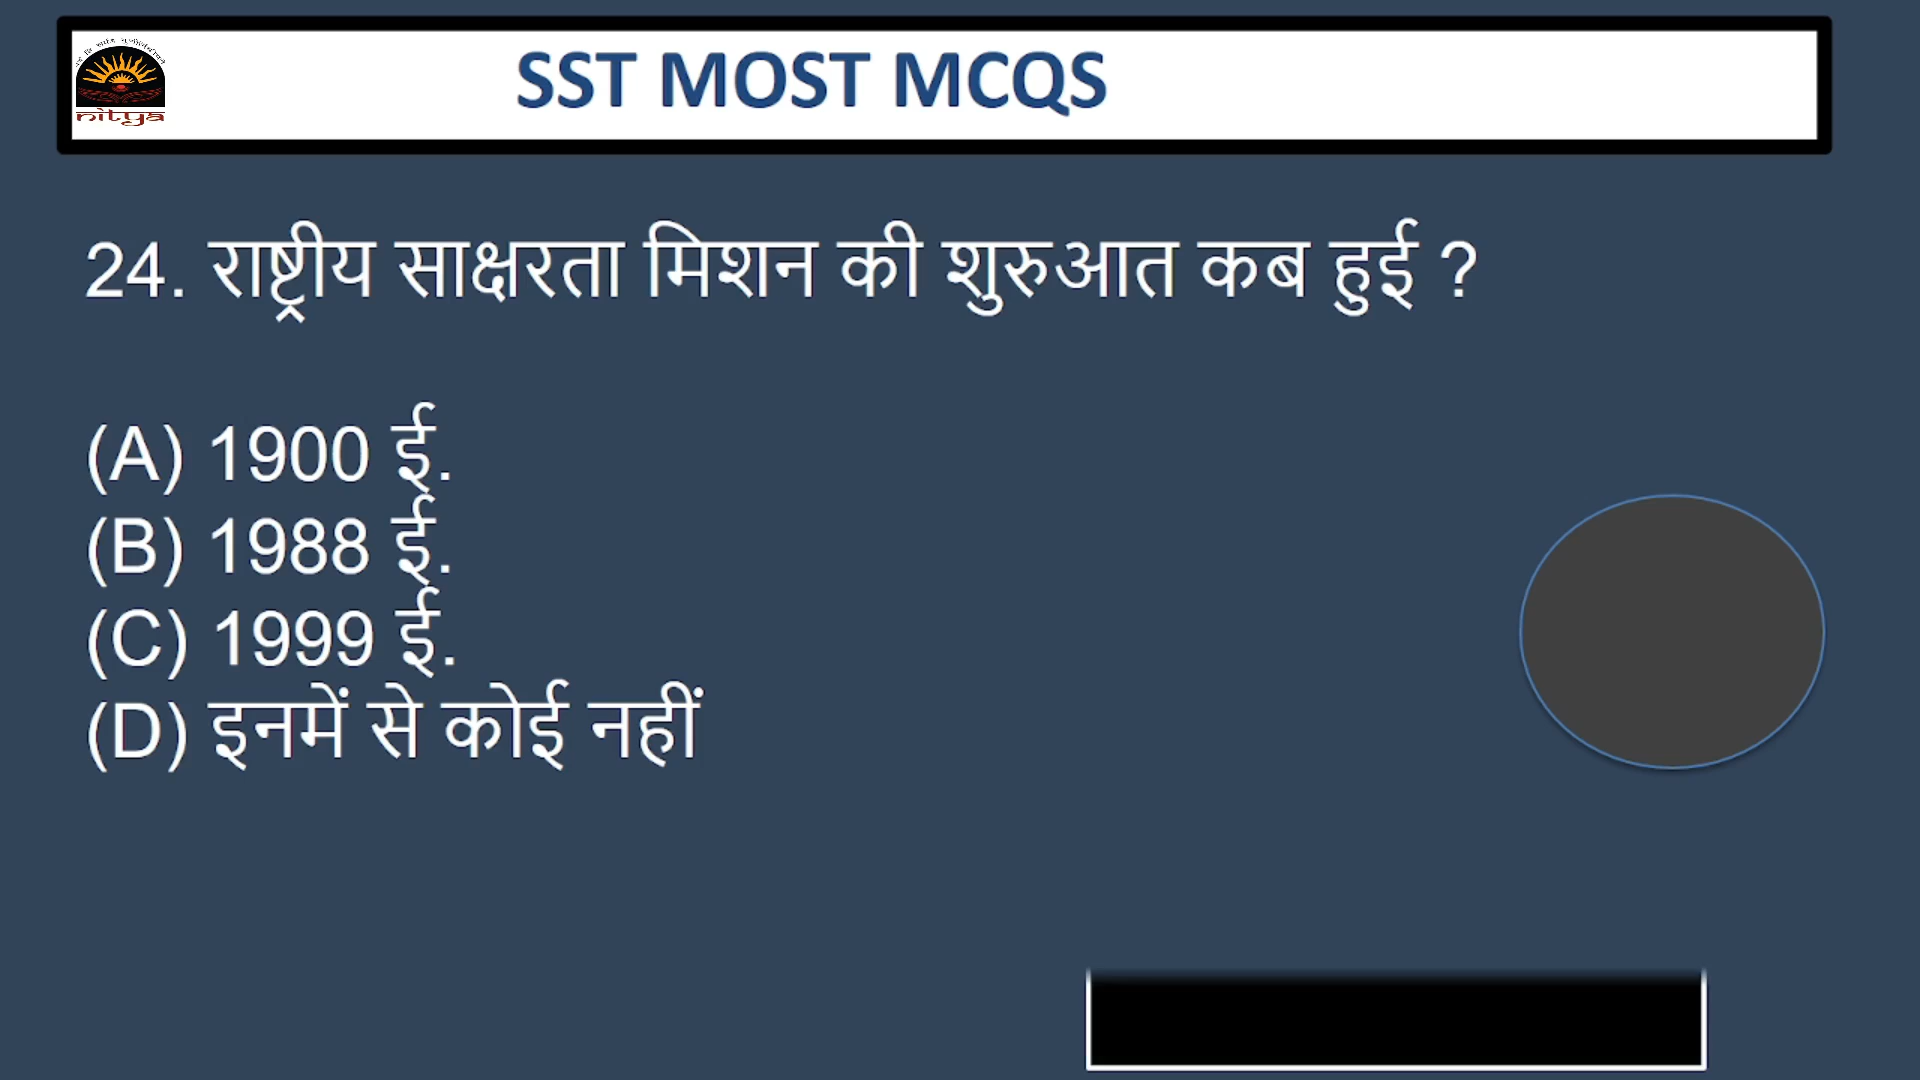 SST MOST MCQS
nitya
24. राष्ट्रीय साक्षरता मिशन की शुरुआत कब हुई ?
(A) 1900 ई.
(B) 1988 ई.
(C) 1999 ई.
(D) इनमें से कोई नहीं